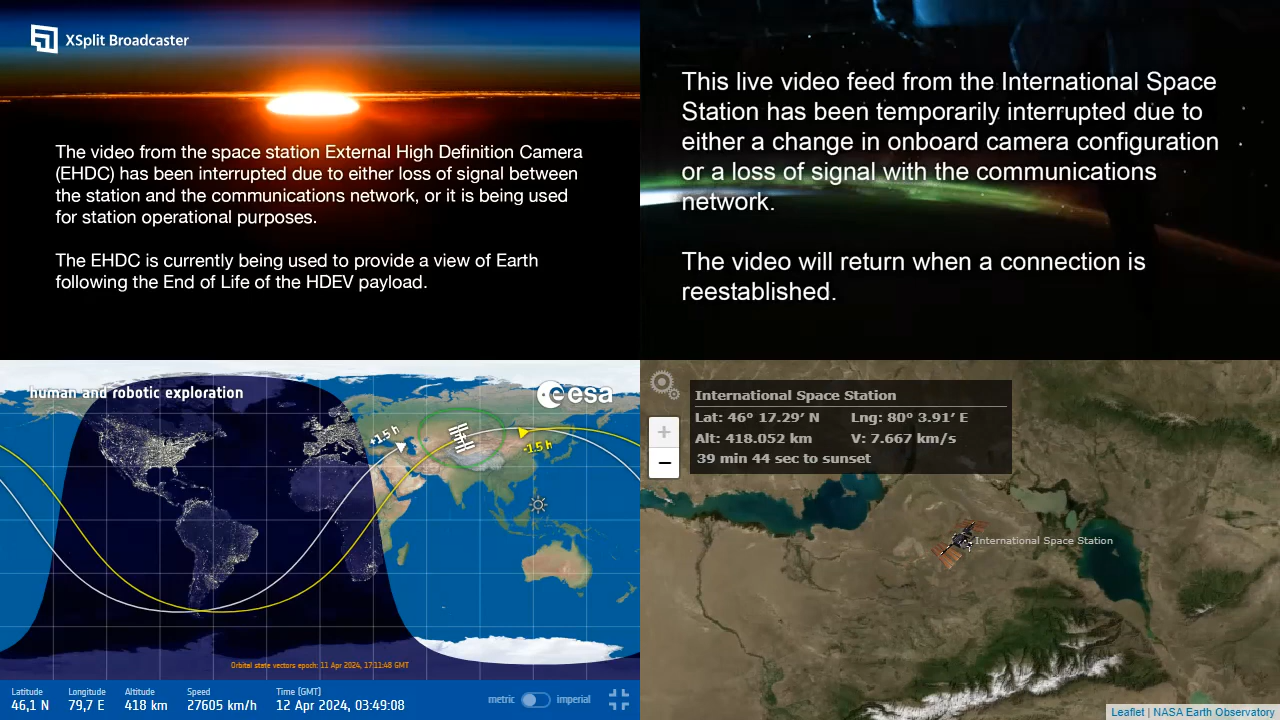 XSplit Broadcaster
The video from the space station External High Definition Camera
(EHDC) has been interrupted due to either loss of signal between
the station and the communications network, or it is being used
for station operational purposes.
The EHDC is currently being used to provide a view of Earth
following the End of Life of the HDEV payload.
This live video feed from the International Space
Station has been temporarily interrupted due to
either a change in onboard camera configuration
or a loss of signal with the communications
network.
The video will return when a connection is
reestablished.
human and robotic exploration
esa
+1.5 h
-1.5 h
Orbital state vectors epoch: 11 Apr 2024, 17:11:48 GMT
Latitude Longitude Altitude Speed Time (GMT)
46,1 N 79,7 E 418 km 27605 km/h 12 Apr 2024, 03:49:08
metric imperial
+
−
International Space Station
Lat: 46° 17.29′ N Lng: 80° 3.91′ E
Alt: 418.052 km V: 7.667 km/s
39 min 44 sec to sunset
International Space Station
Leaflet | NASA Earth Observatory